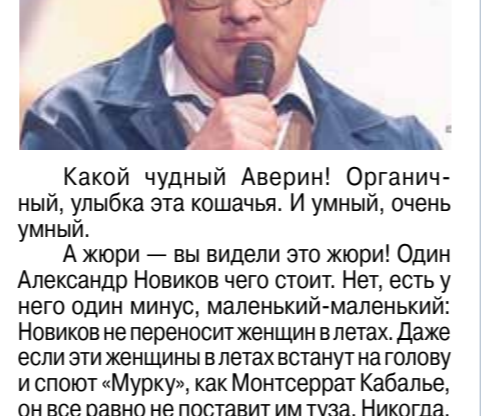 Какой чудный Аверин! Органич-
ный, улыбка эта кошачья. И умный, очень
умный.
А жюри — вы видели это жюри! Один
Александр Новиков чего стоит. Нет, есть у
него один минус, маленький-маленький:
Новиков не переносит женщин в летах. Даже
если эти женщины в летах встанут на голову
и споют «Мурку», как Монтсеррат Кабалье,
он все равно не поставит им туза. Никогда.